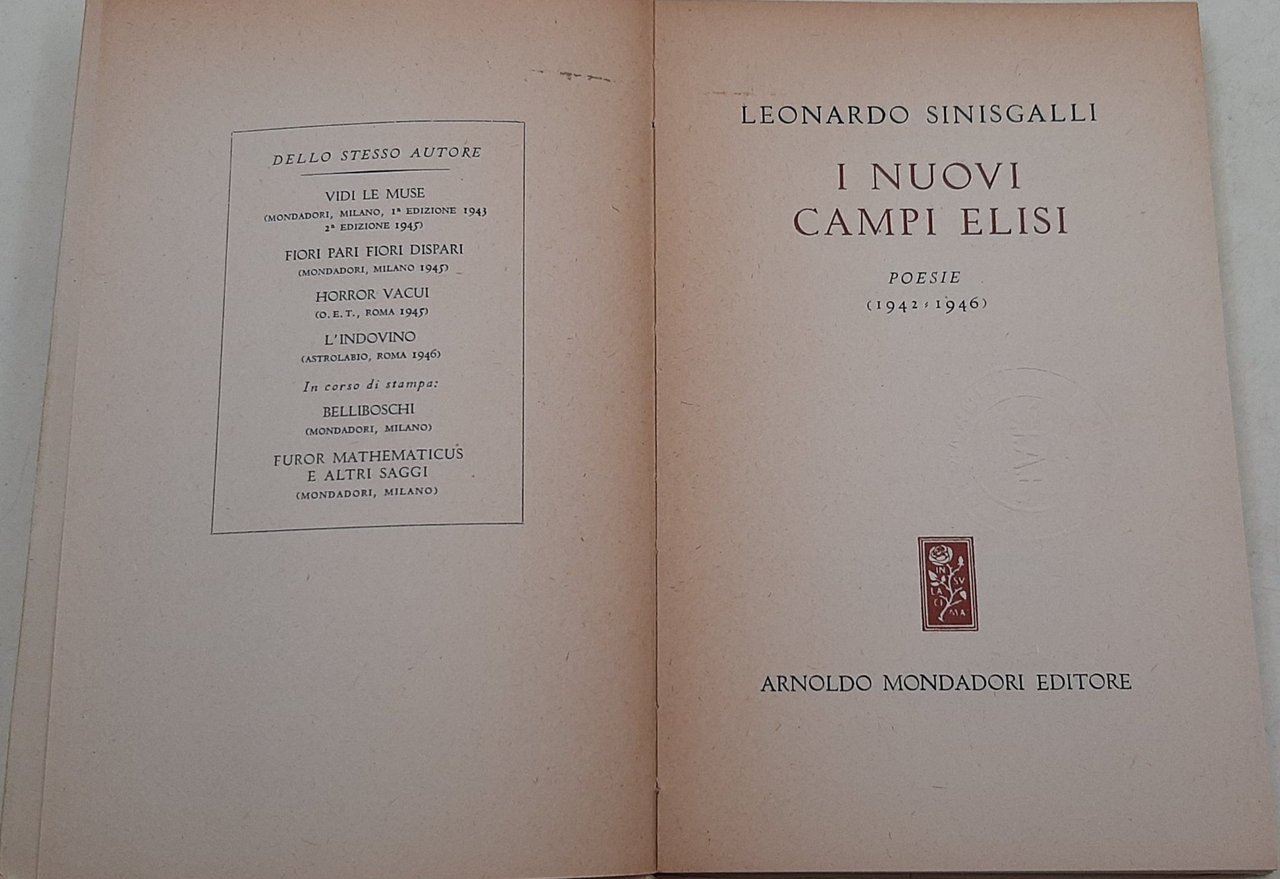 DELLO STESSO AUTORE
VIDI LE MUSE
(MONDADORI, MILANO, 1ª EDIZIONE 1943
2ª EDIZIONE 1945)
FIORI PARI FIORI DISPARI
(MONDADORI, MILANO 1945)
HORROR VACUI
(O.E.T., ROMA 1945)
L'INDOVINO
(ASTROLABIO, ROMA 1946)
In corso di stampa:
BELLIBOSCHI
(MONDADORI, MILANO)
FUROR MATHEMATICUS
E ALTRI SAGGI
(MONDADORI, MILANO)
LEONARDO SINISGALLI
I NUOVI
CAMPI ELISI
POESIE
(1942-1946)
IN
LA SV
CI MA
ARNOLDO MONDADORI EDITORE